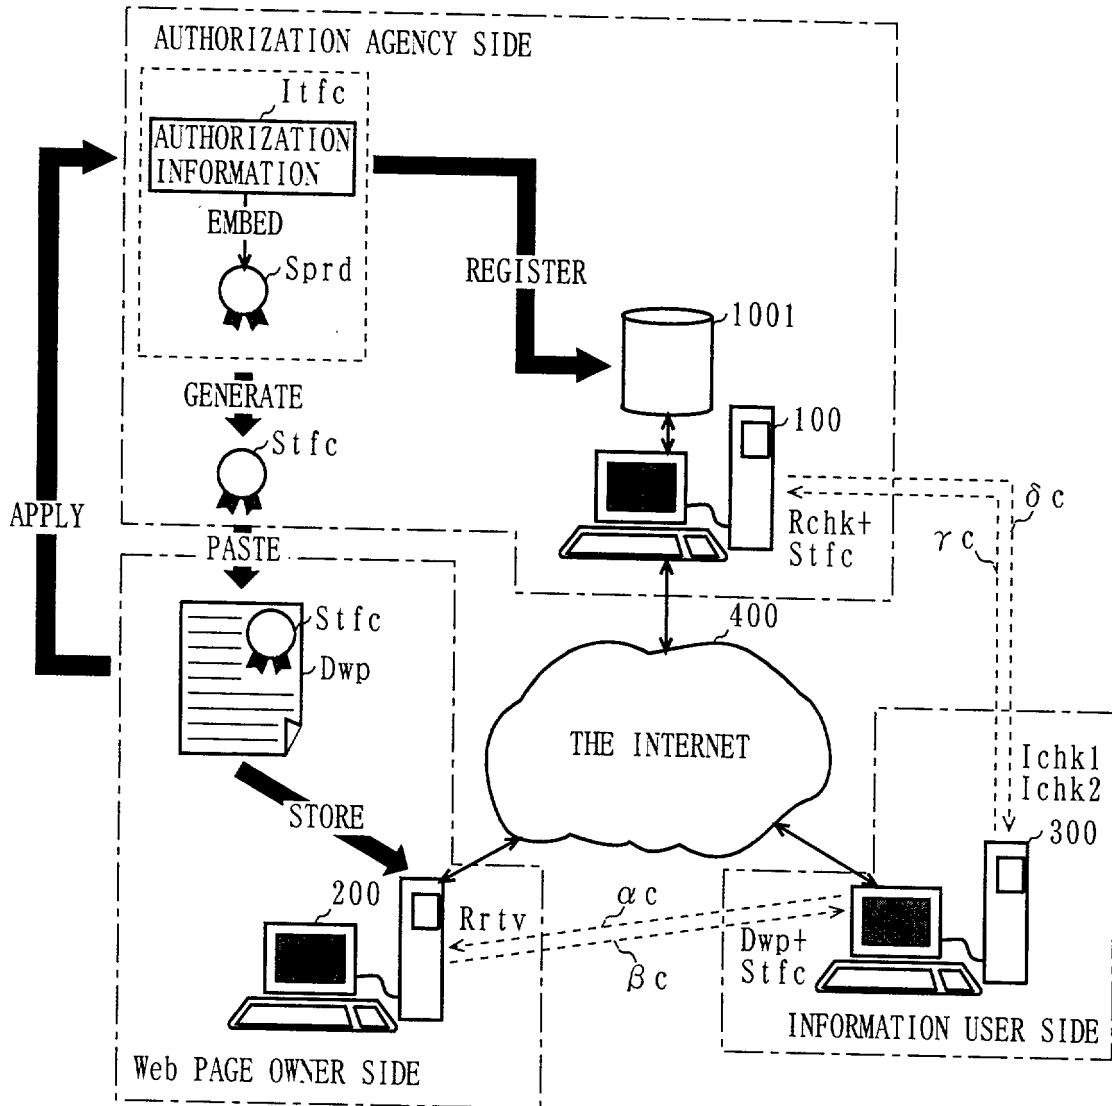 AUTHORIZATION AGENCY SIDE
Itfc
AUTHORIZATION
INFORMATION
EMBED
Sprd
REGISTER
1001
GENERATE
Stfc
100
APPLY
Rchk+
Stfc
δc
γc
PASTE
Stfc
Dwp
400
THE INTERNET
Ichk1
Ichk2
STORE
300
200
Rrtv
αc
βc
Dwp+
Stfc
INFORMATION USER SIDE
Web PAGE OWNER SIDE